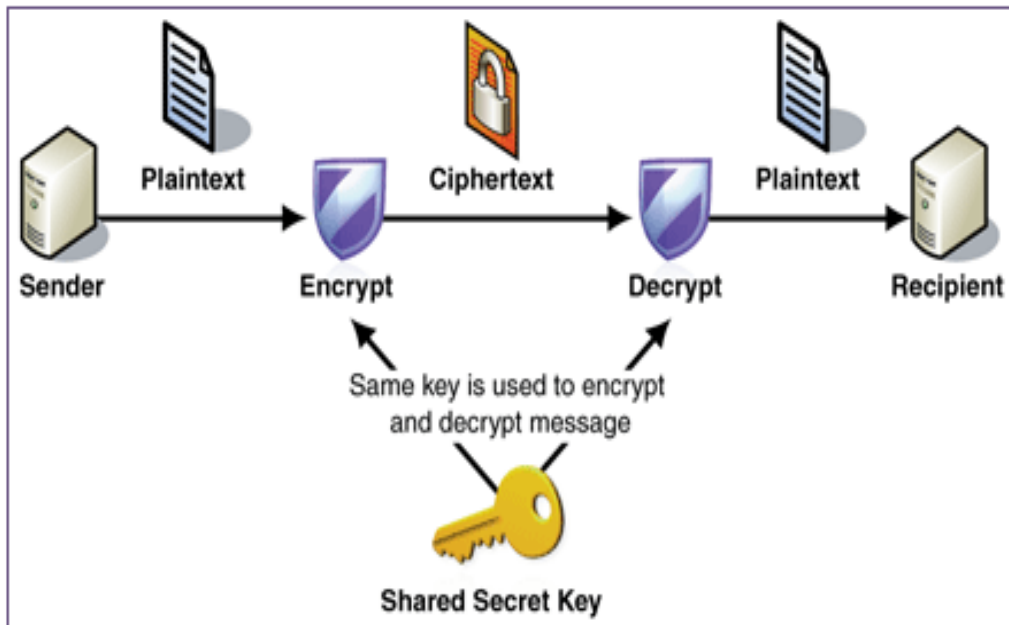 Plaintext
Ciphertext
Plaintext
Sender
Encrypt
Decrypt
Recipient
Same key is used to encrypt
and decrypt message
Shared Secret Key